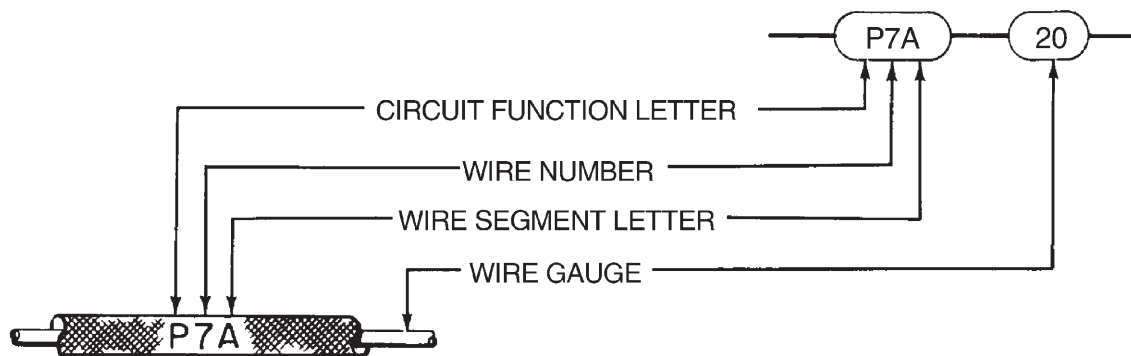 P7A 20
CIRCUIT FUNCTION LETTER
WIRE NUMBER
WIRE SEGMENT LETTER
WIRE GAUGE
P7A